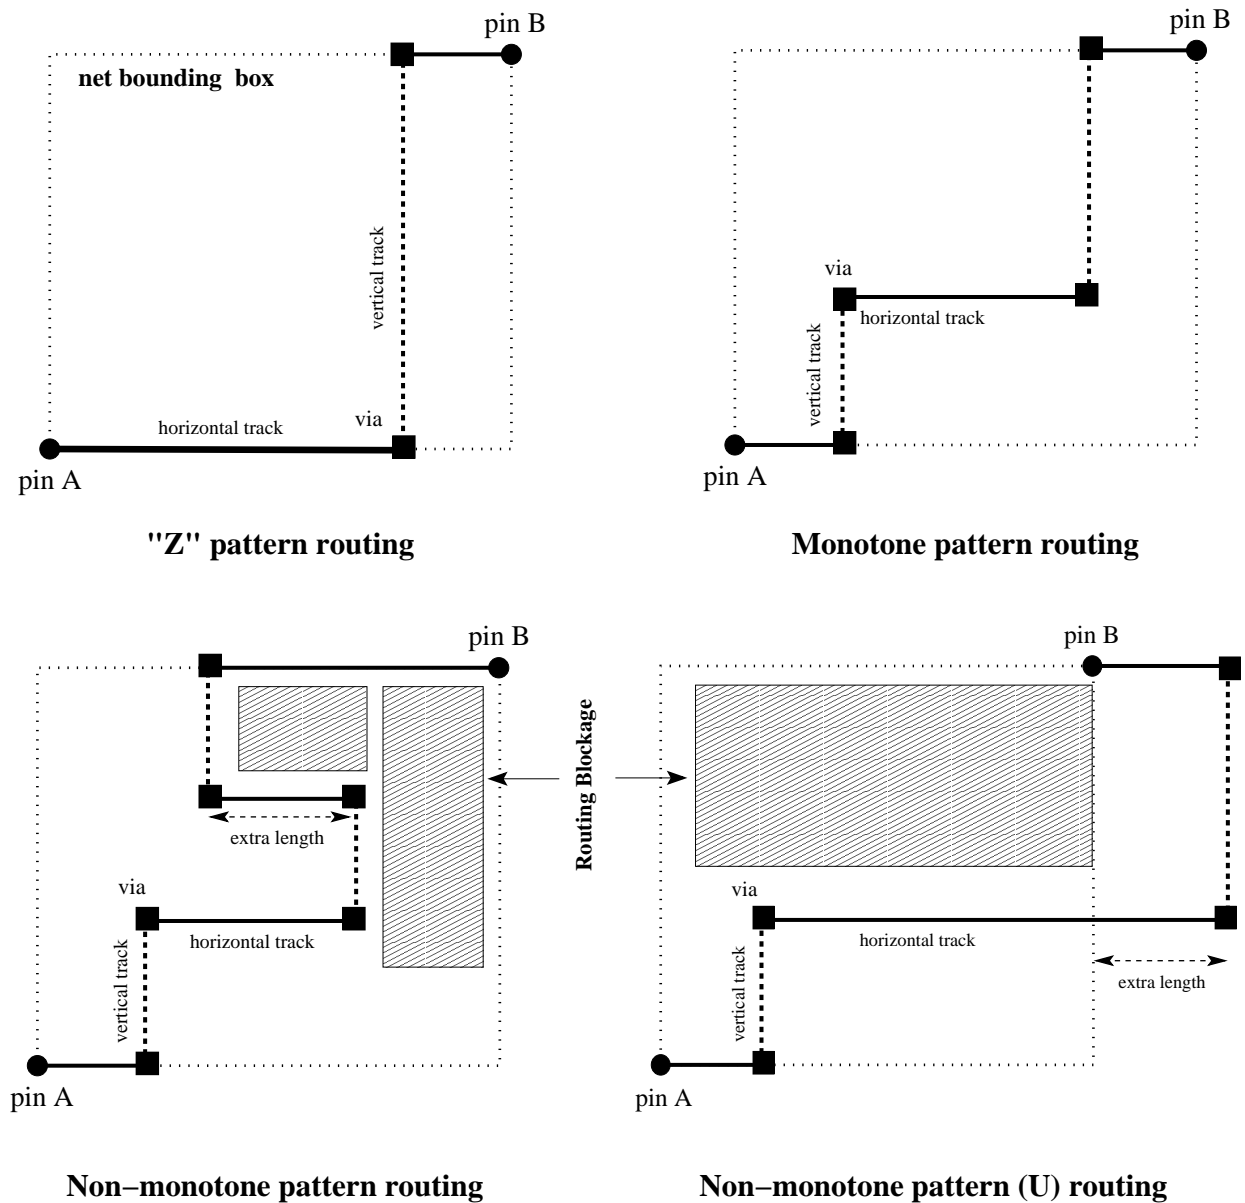 pin B
net bounding box
vertical track
via
horizontal track
pin A
"Z" pattern routing
pin B
via
horizontal track
vertical track
pin A
Monotone pattern routing
pin B
extra length
via
horizontal track
vertical track
pin A
Non−monotone pattern routing
Routing Blockage
pin B
via
horizontal track
extra length
vertical track
pin A
Non−monotone pattern (U) routing